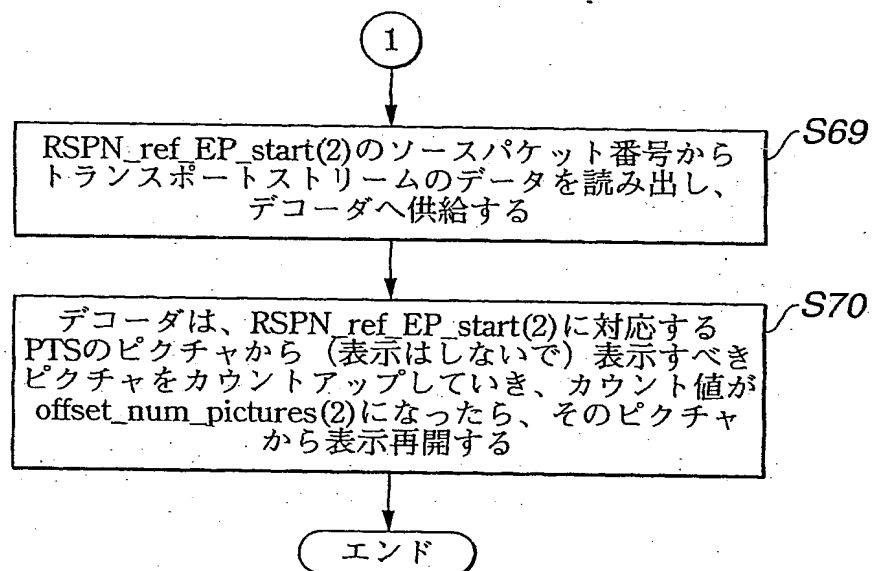 1
RSPN_ref_EP_start(2)のソースパケット番号から
トランスポートストリームのデータを読み出し、
デコーダへ供給する
S69
デコーダは、RSPN_ref_EP_start(2)に対応する
PTSのピクチャから（表示はしないで）表示すべき
ピクチャをカウントアップしていき、カウント値が
offset_num_pictures(2)になったら、そのピクチャ
から表示再開する
S70
エンド